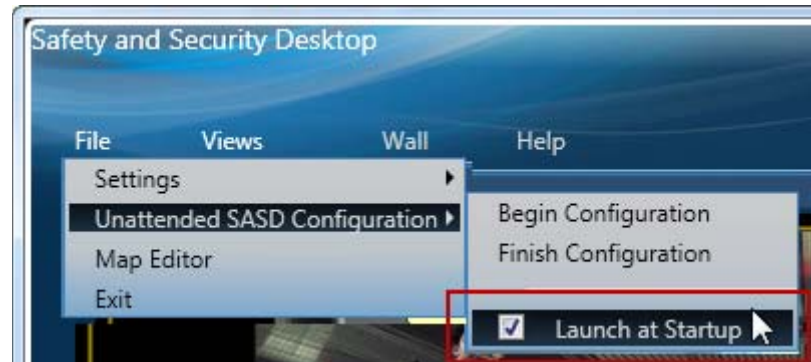 Safety and Security Desktop
File Views Wall Help
Settings
Unattended SASD Configuration
Map Editor
Exit
Begin Configuration
Finish Configuration
Launch at Startup